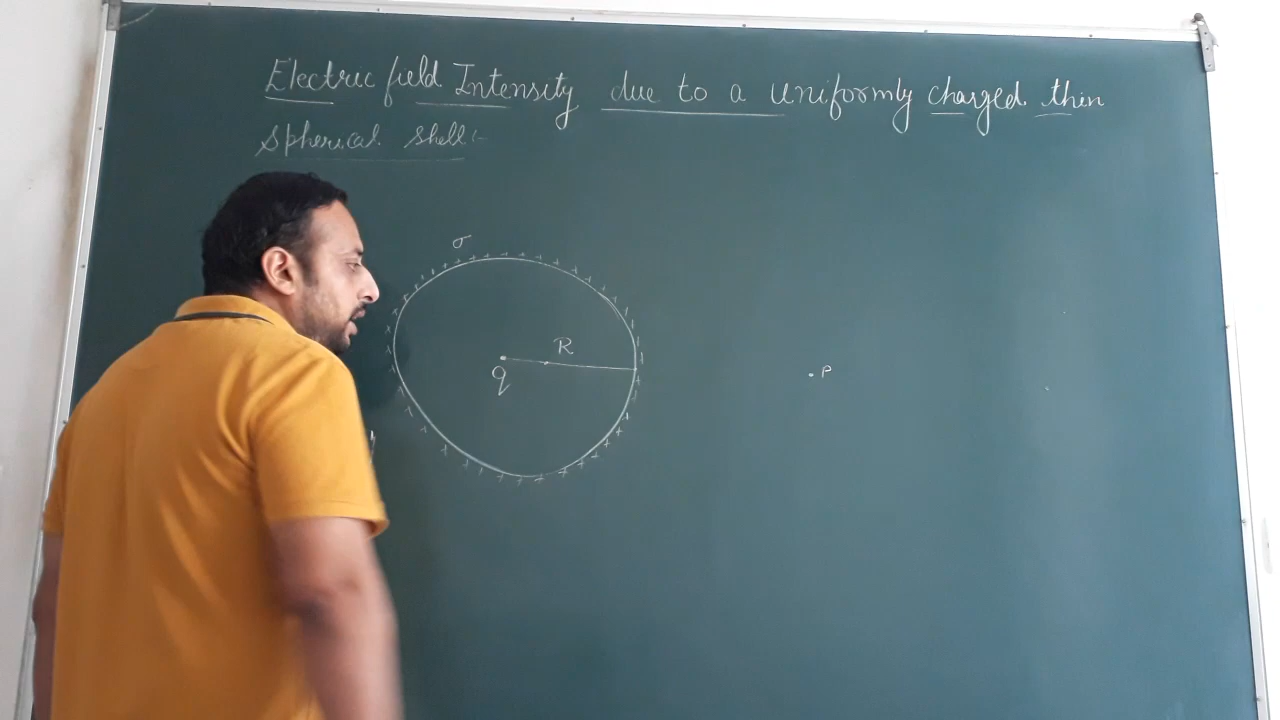 Electric field Intensity due to a uniformly charged thin
Spherical shell:-
σ
R
q
P